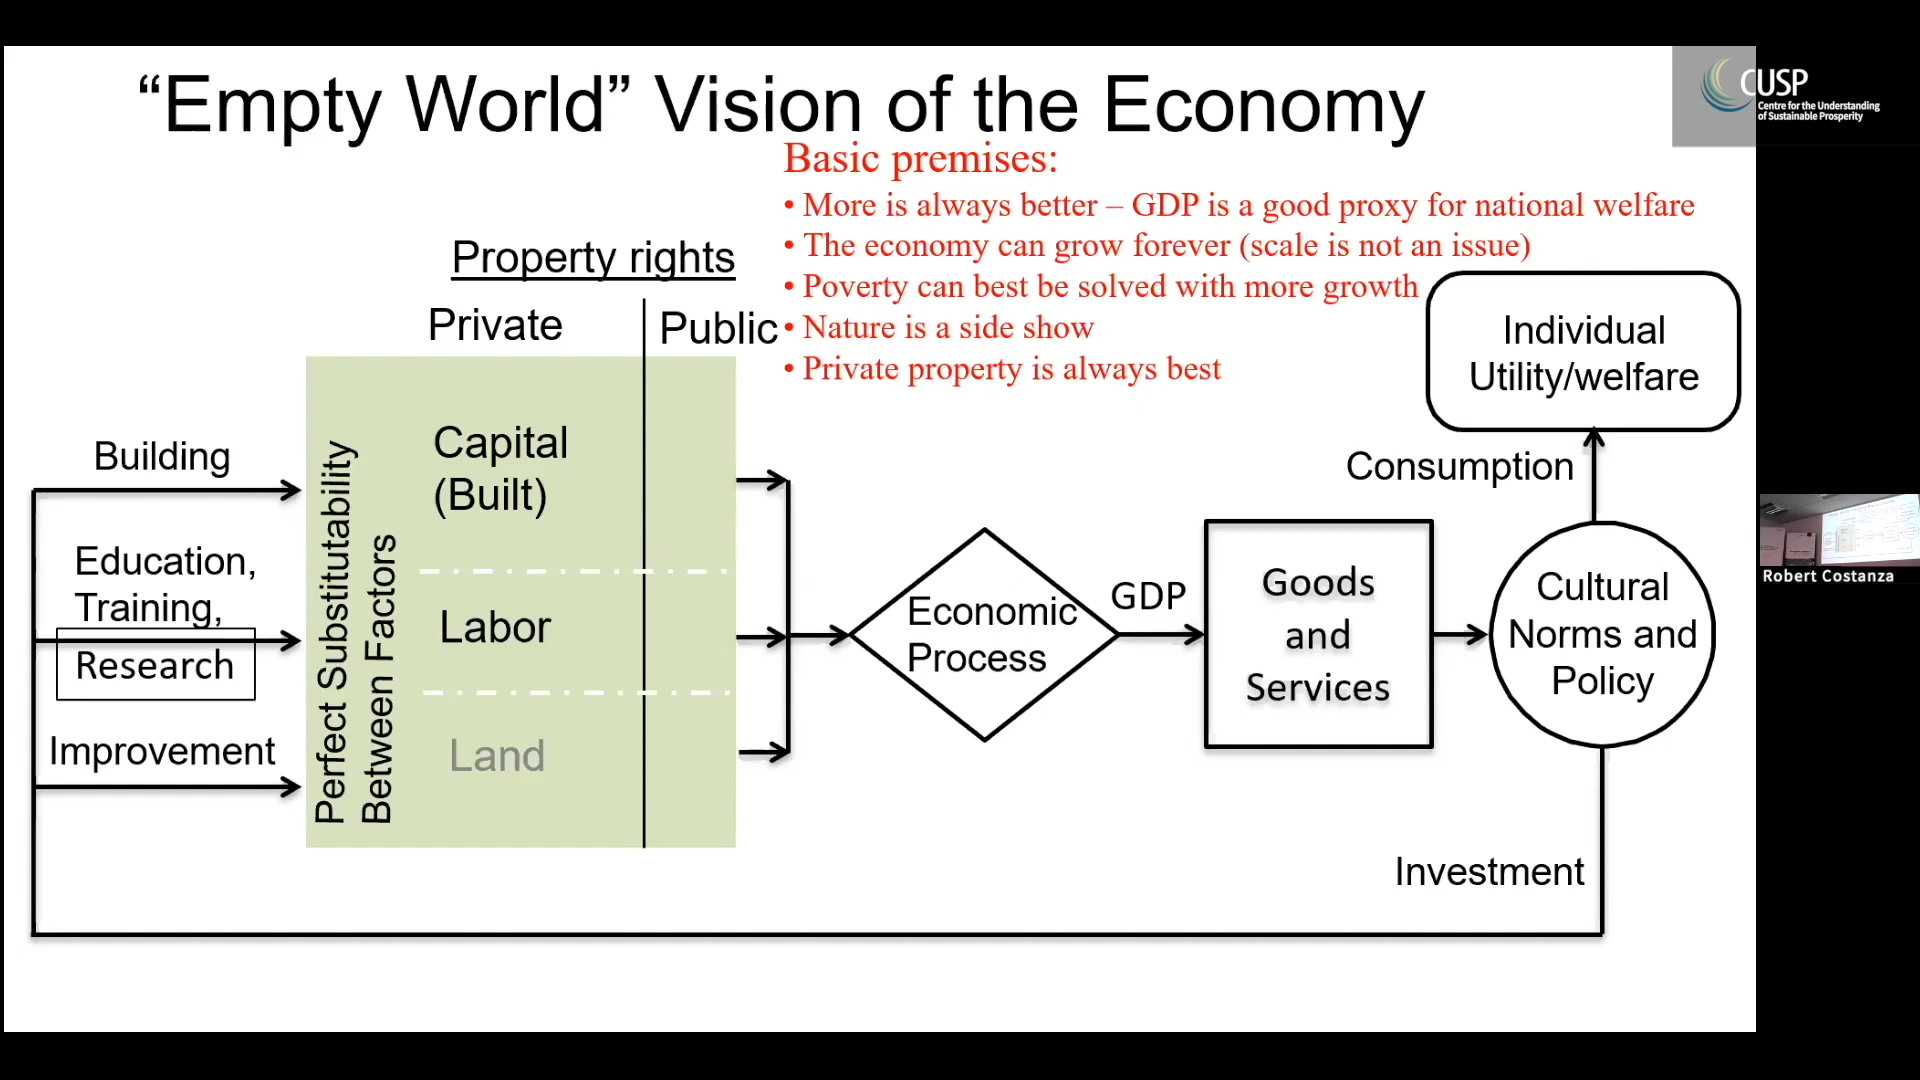 “Empty World” Vision of the Economy
CUSP
Centre for the Understanding
of Sustainable Prosperity
Basic premises:
• More is always better – GDP is a good proxy for national welfare
• The economy can grow forever (scale is not an issue)
• Poverty can best be solved with more growth
• Nature is a side show
• Private property is always best
Property rights
Private
Public
Building
Education,
Training,
Research
Improvement
Perfect Substitutability
Between Factors
Capital
(Built)
Labor
Land
Economic
Process
GDP
Goods
and
Services
Cultural
Norms and
Policy
Consumption
Individual
Utility/welfare
Investment
Robert Costanza